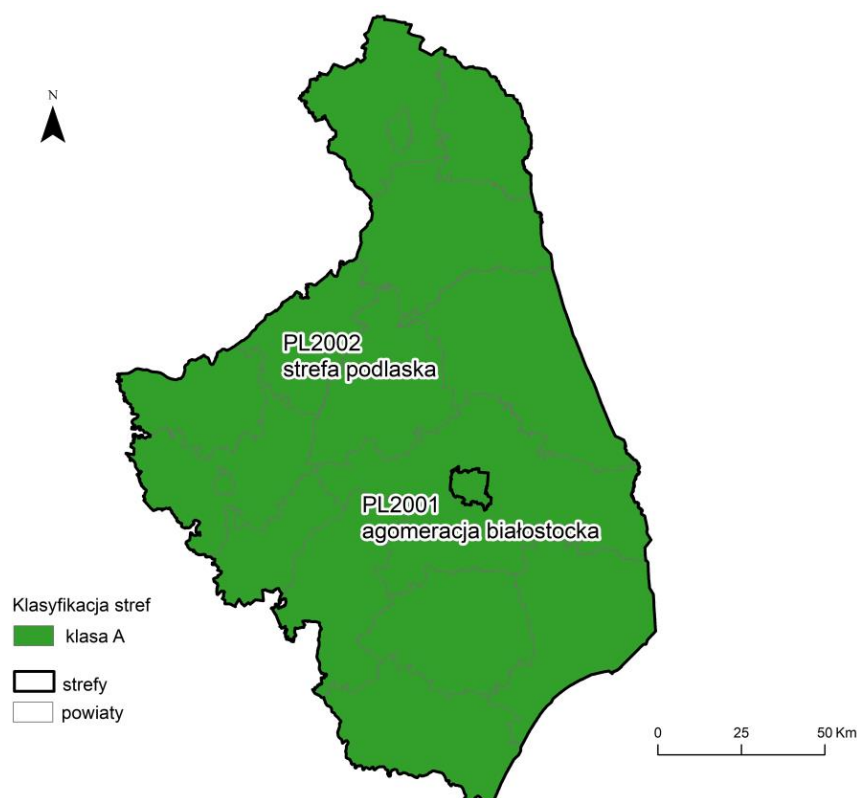 N
PL2002
strefa podlaska
PL2001
agomeracja białostocka
Klasyfikacja stref
klasa A
strefy
powiaty
0 25 50 Km